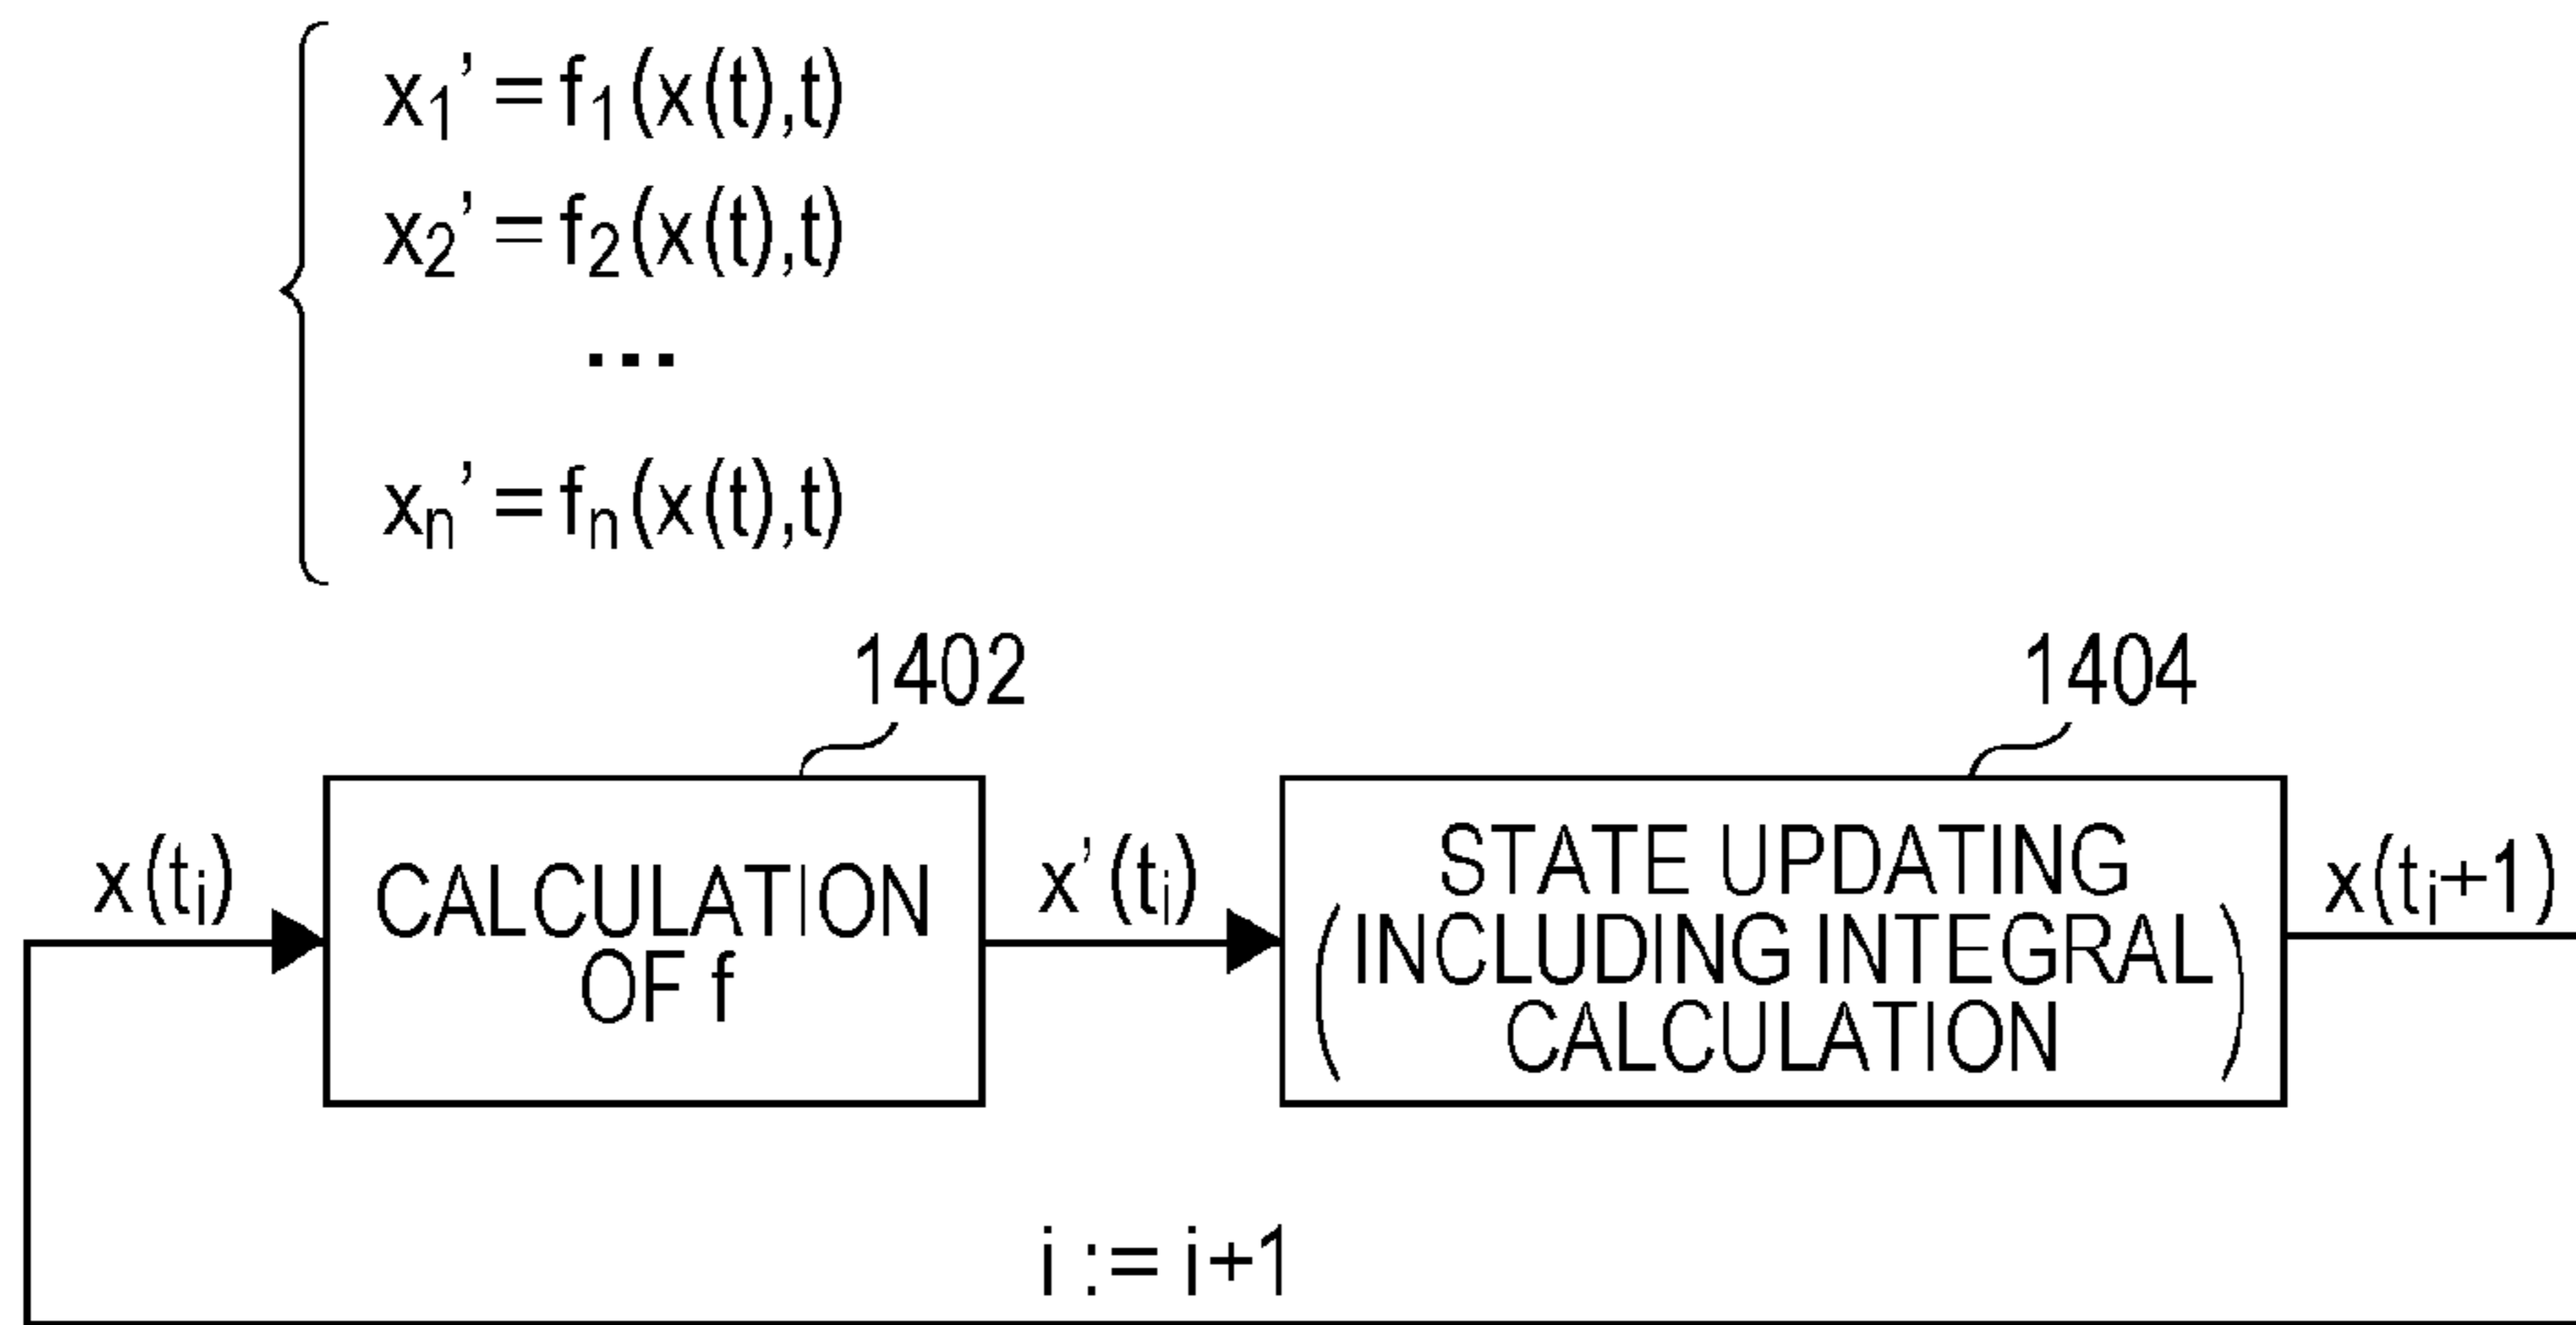 x₁’ = f₁(x(t),t)
x₂’ = f₂(x(t),t)
...
xₙ’ = fₙ(x(t),t)
1402
1404
x(tᵢ)
CALCULATION
OF f
x’(tᵢ)
STATE UPDATING
(INCLUDING INTEGRAL
CALCULATION)
x(tᵢ+1)
i := i+1